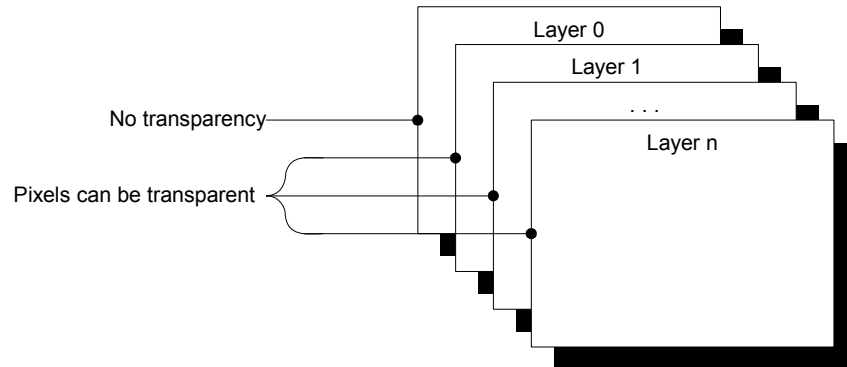 Layer 0
Layer 1
. . .
No transparency
Layer n
Pixels can be transparent